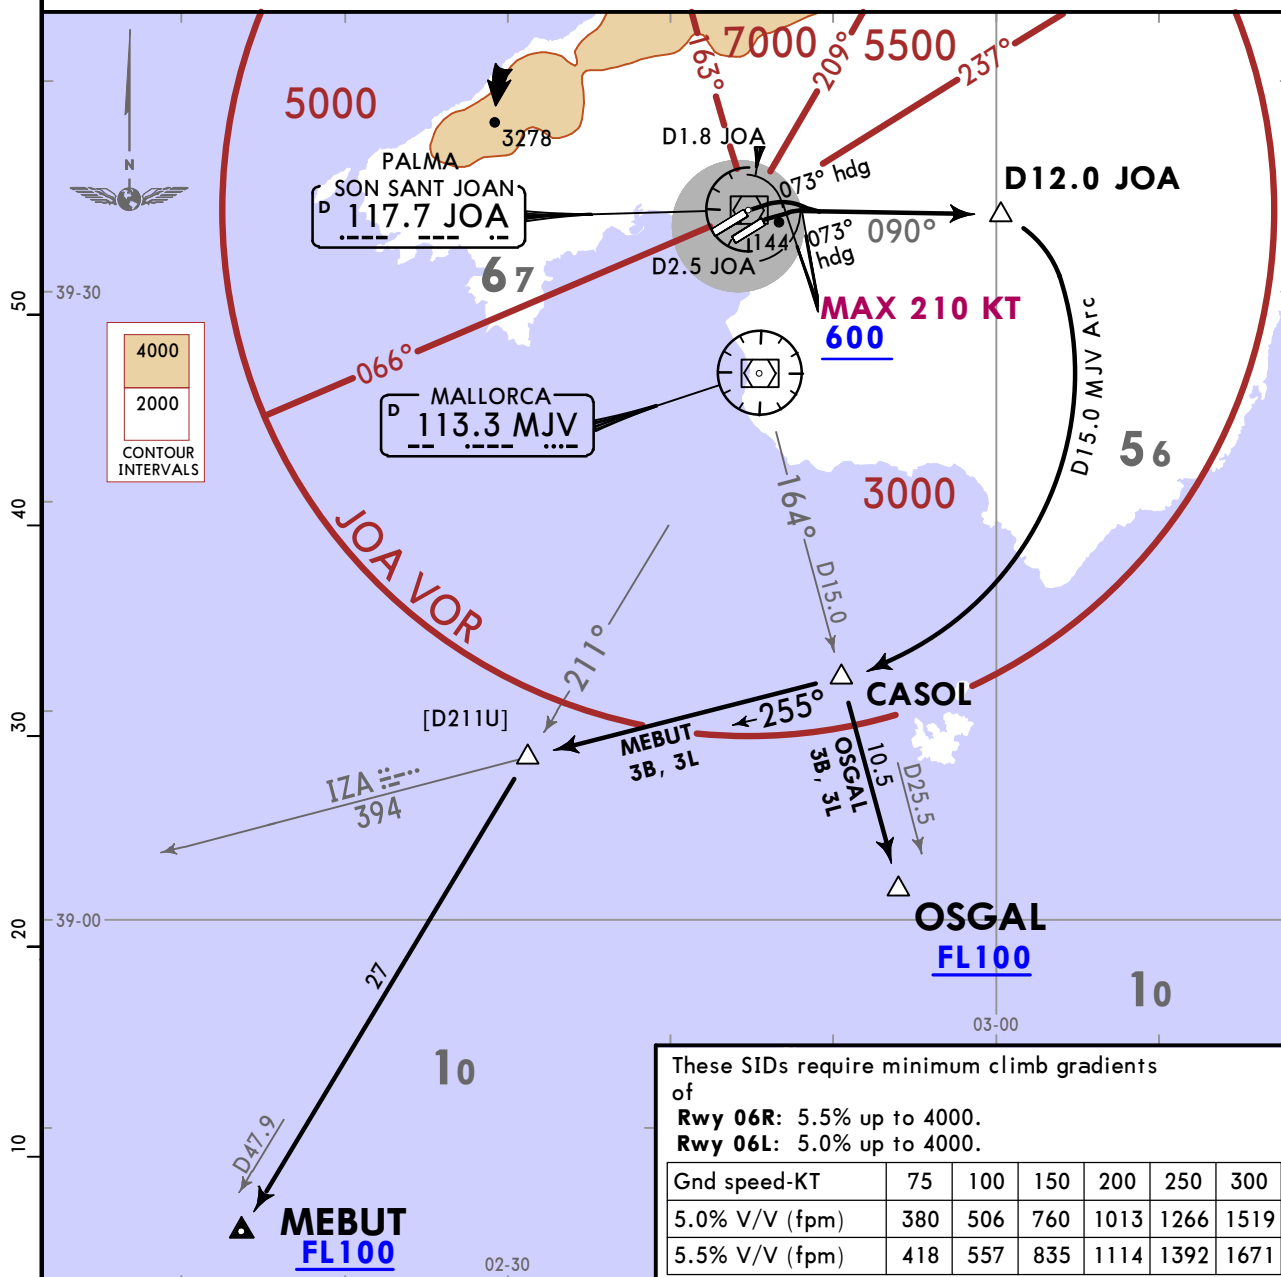 7000
5500
5000
163°
209°
237°
3278
D1.8 JOA
PALMA
SON SANT JOAN
D 117.7 JOA
N
073° hdg
D12.0 JOA
090°
073°
hdg
144
D2.5 JOA
67
39-30
50
MAX 210 KT
600
D15.0 MJV Arc
4000
2000
CONTOUR
INTERVALS
066°
MALLORCA
D 113.3 MJV
56
3000
164°
D15.0
40
JOA VOR
211°
CASOL
255°
[D211U]
30
MEBUT
3B, 3L
OSGAL
3B, 3L
10.5
D25.5
IZA
394
39-00
20
OSGAL
FL100
27
10
10
03-00
These SIDs require minimum climb gradients
of
Rwy 06R: 5.5% up to 4000.
Rwy 06L: 5.0% up to 4000.
Gnd speed-KT 75 100 150 200 250 300
5.0% V/V (fpm) 380 506 760 1013 1266 1519
5.5% V/V (fpm) 418 557 835 1114 1392 1671
10
D47.9
MEBUT
FL100
02-30